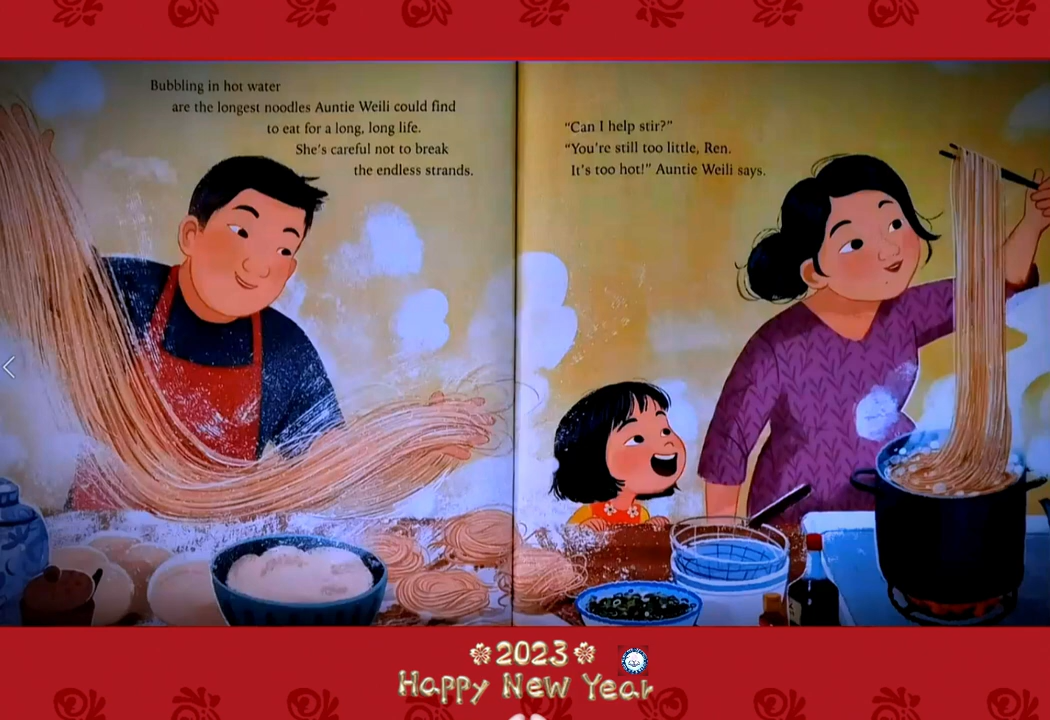 Bubbling in hot water
are the longest noodles Auntie Weili could find
to eat for a long, long life.
She's careful not to break
the endless strands.
“Can I help stir?”
“You're still too little, Ren.
It's too hot!” Auntie Weili says.
2023
Happy New Year